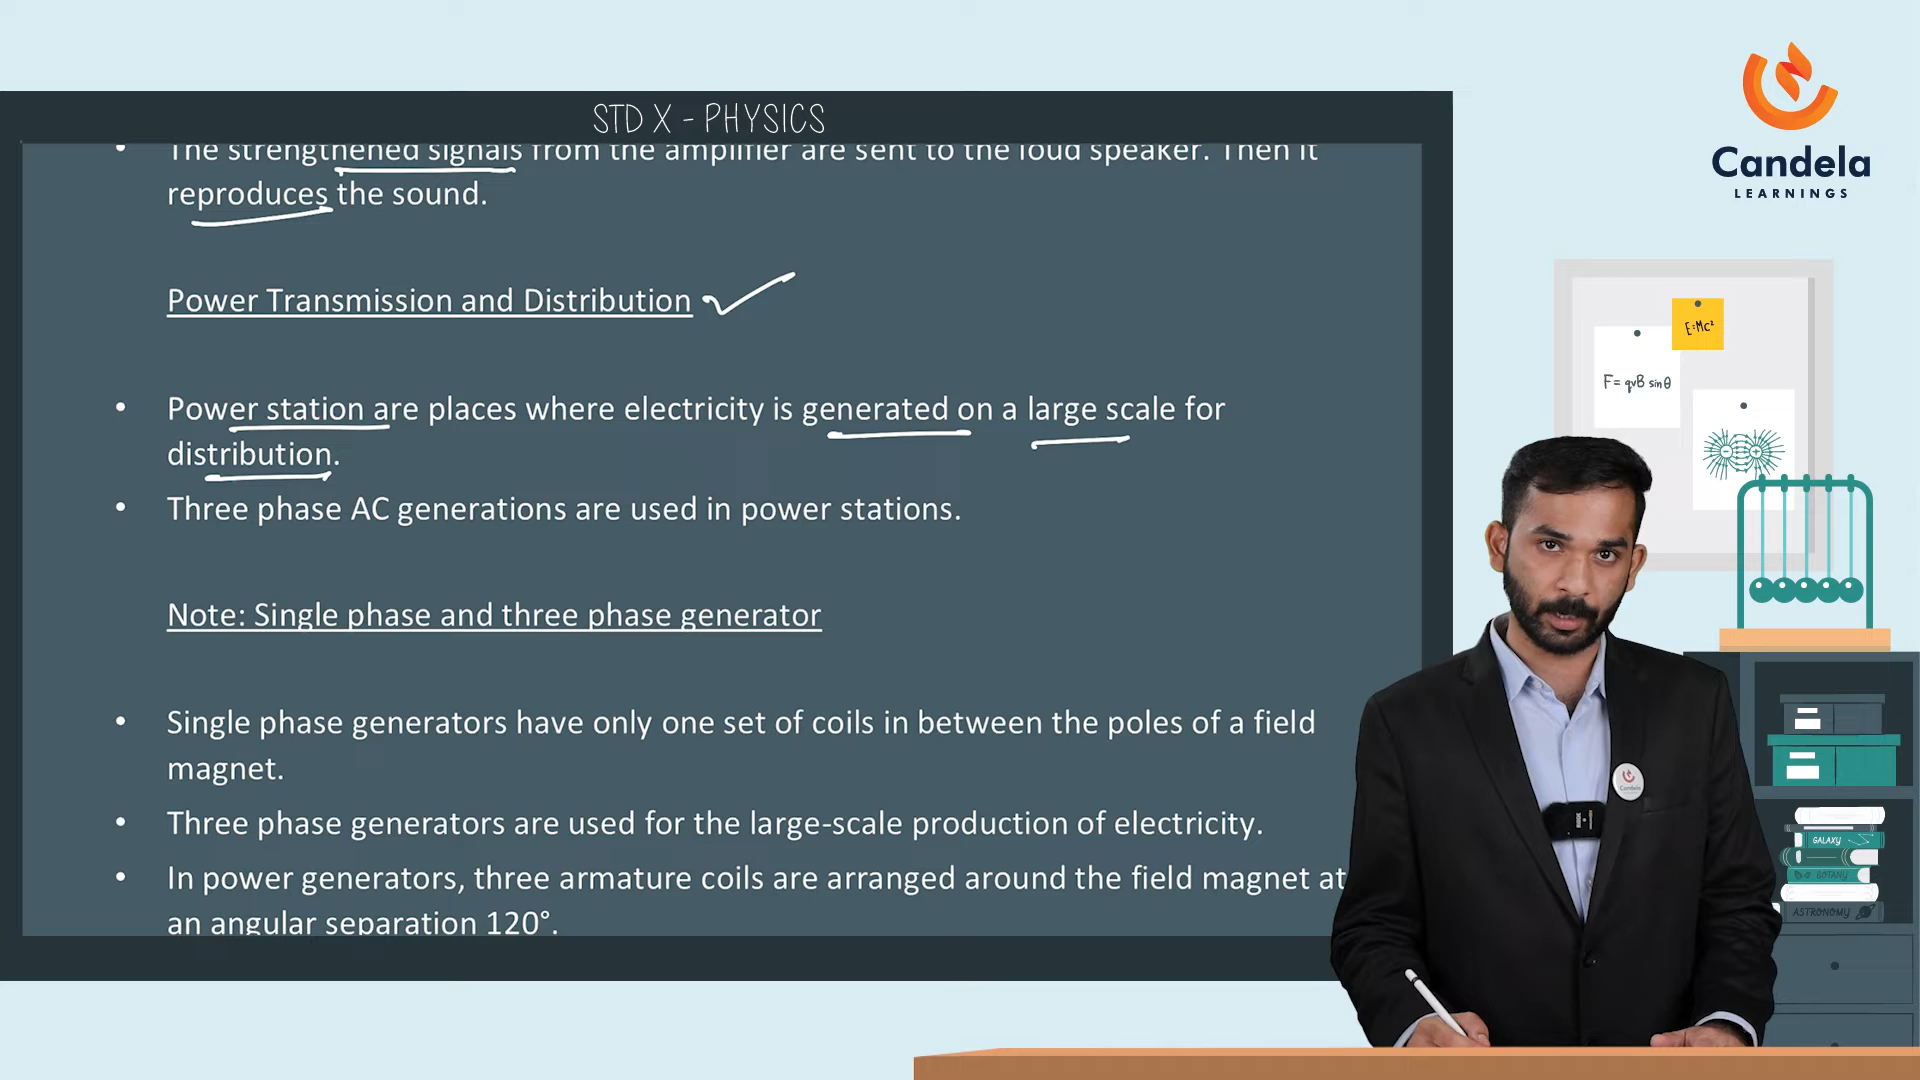 STD X - PHYSICS
• The strengthened signals from the amplifier are sent to the loud speaker. Then it
reproduces the sound.
Power Transmission and Distribution
• Power station are places where electricity is generated on a large scale for
distribution.
• Three phase AC generations are used in power stations.
Note: Single phase and three phase generator
• Single phase generators have only one set of coils in between the poles of a field
magnet.
• Three phase generators are used for the large-scale production of electricity.
• In power generators, three armature coils are arranged around the field magnet at
an angular separation 120°.
Candela
LEARNINGS
E=Mc²
F= qvB sinθ
Candela
GALAXY
BOTANY
ASTRONOMY